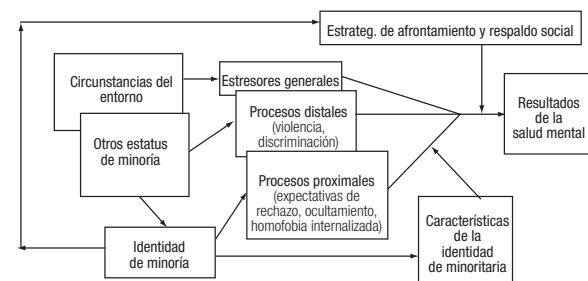 Estrateg. de afrontamiento y respaldo social
Circunstancias del
entorno
Estresores generales
Procesos distales
(violencia,
discriminación)
Resultados
de la
salud mental
Otros estatus
de minoría
Procesos proximales
(expectativas de
rechazo, ocultamiento,
homofobia internalizada)
Características
de la
identidad
de minoritaria
Identidad
de minoría